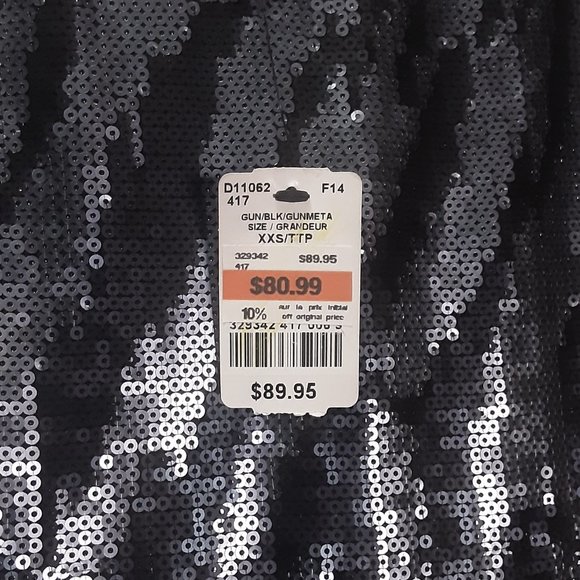 D11062 F14
417
GUN/BLK/GUNMETA
SIZE / GRANDEUR
XXS/TTP
329342 $89.95
417
$80.99
10% sur le prix initial
off original price
329342 417 006 5
$89.95